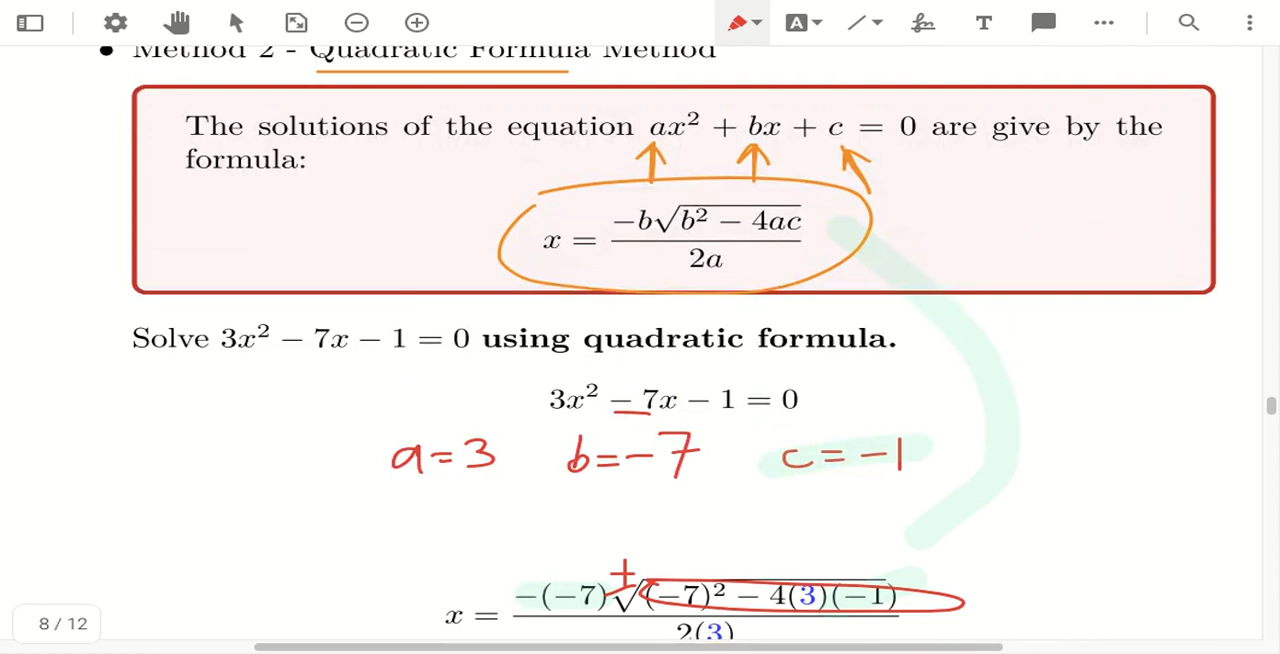 • Method 2 - Quadratic Formula Method
The solutions of the equation ax² + bx + c = 0 are give by the
formula:
x = (-b√(b² - 4ac))/(2a)
Solve 3x² - 7x - 1 = 0 using quadratic formula.
3x² - 7x - 1 = 0
a=3 b=-7 c=-1
x = (-(-7)±√((-7)² - 4(3)(-1)))/(2(3))
8 / 12